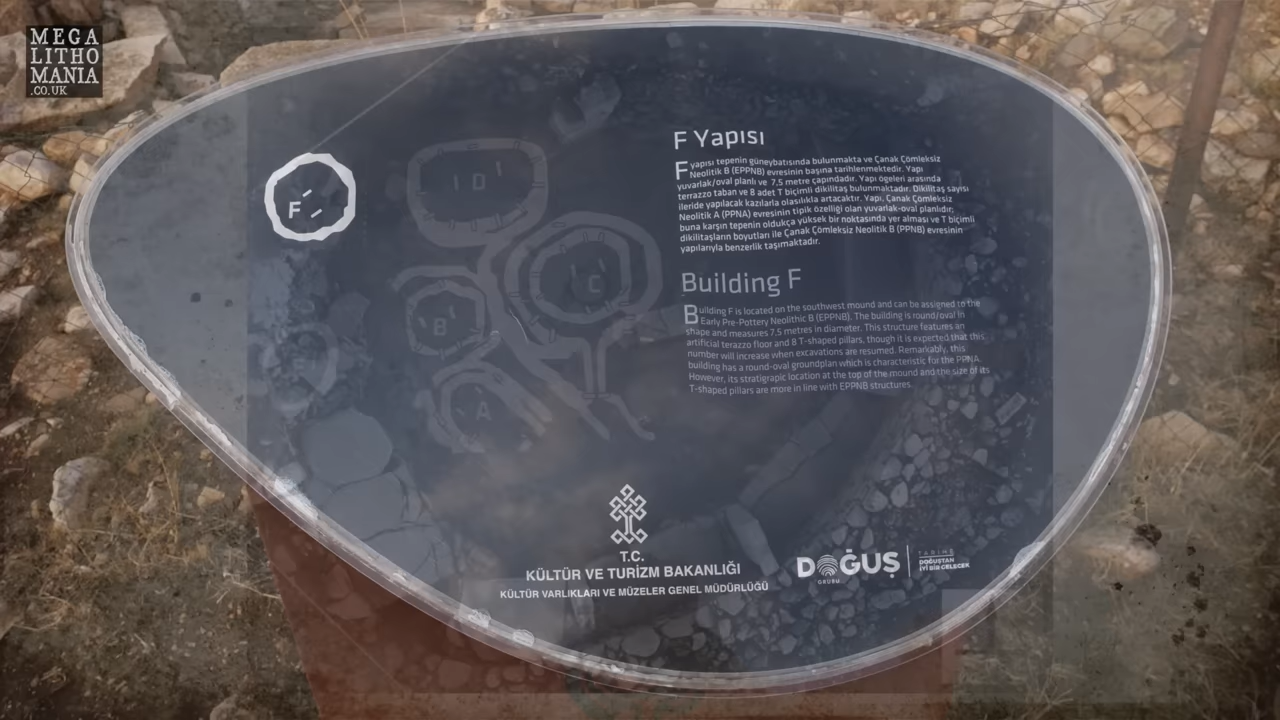 MEGA
LITHO
MANIA
.CO.UK
F
D
C
B
A
F Yapısı
F yapısı tepenin güneybatısında bulunmakta ve Çanak Çömleksiz
Neolitik B (EPPNB) evresinin başına tarihlenmektedir. Yapı
yuvarlak/oval planlı ve 7,5 metre çapındadır. Yapı ögeleri arasında
terrazzo taban ve 8 adet T biçimli dikilitaş bulunmaktadır. Dikilitaş sayısı
ileride yapılacak kazılarla olasılıkla artacaktır. Yapı, Çanak Çömleksiz
Neolitik A (PPNA) evresinin tipik özelliği olan yuvarlak-oval planlıdır;
buna karşın tepenin oldukça yüksek bir noktasında yer alması ve T biçimli
dikilitaşların boyutları ile Çanak Çömleksiz Neolitik B (PPNB) evresinin
yapılarıyla benzerlik taşımaktadır.
Building F
Building F is located on the southwest mound and can be assigned to the
Early Pre-Pottery Neolithic B (EPPNB). The building is round/oval in
shape and measures 7.5 metres in diameter. This structure features an
artificial terazzo floor and 8 T-shaped pillars, though it is expected that this
number will increase when excavations are resumed. Remarkably, this
building has a round-oval groundplan which is characteristic for the PPNA.
However, its stratigrapic location at the top of the mound and the size of its
T-shaped pillars are more in line with EPPNB structures.
T.C.
KÜLTÜR VE TURİZM BAKANLIĞI
KÜLTÜR VARLIKLARI VE MÜZELER GENEL MÜDÜRLÜĞÜ
DOĞUŞ
GRUBU
TARİHE
DOĞUŞTAN
İYİ BİR GELECEK